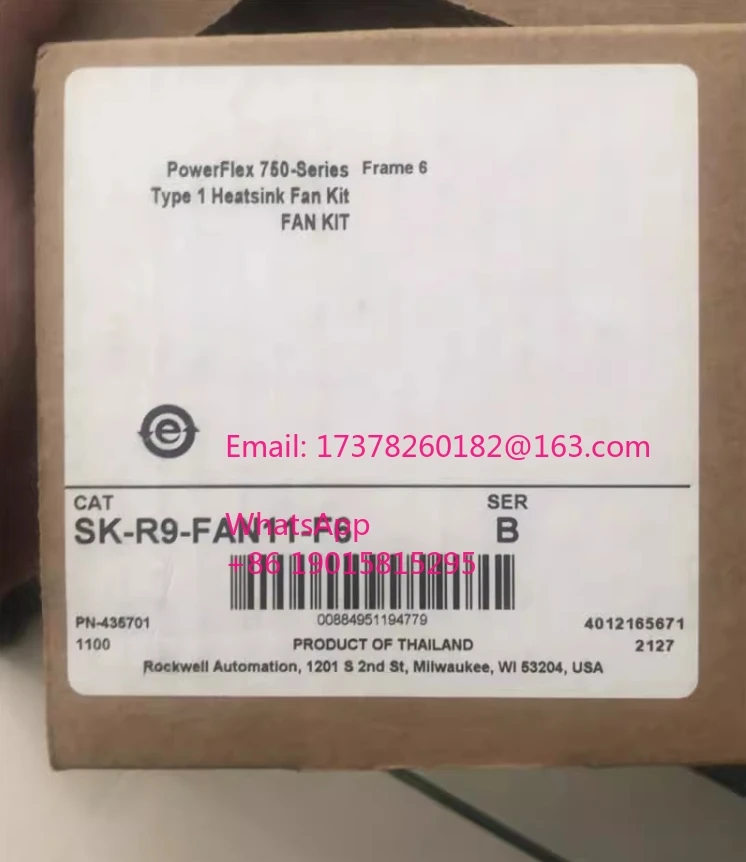 PowerFlex 750-Series Frame 6
Type 1 Heatsink Fan Kit
FAN KIT
e
Email: 17378260182@163.com
CAT SER
WhatsApp
SK-R9-FAN11-F6 B
+86 19015815295
00884951194779
PN-435701 4012165671
1100 PRODUCT OF THAILAND 2127
Rockwell Automation, 1201 S 2nd St, Milwaukee, WI 53204, USA